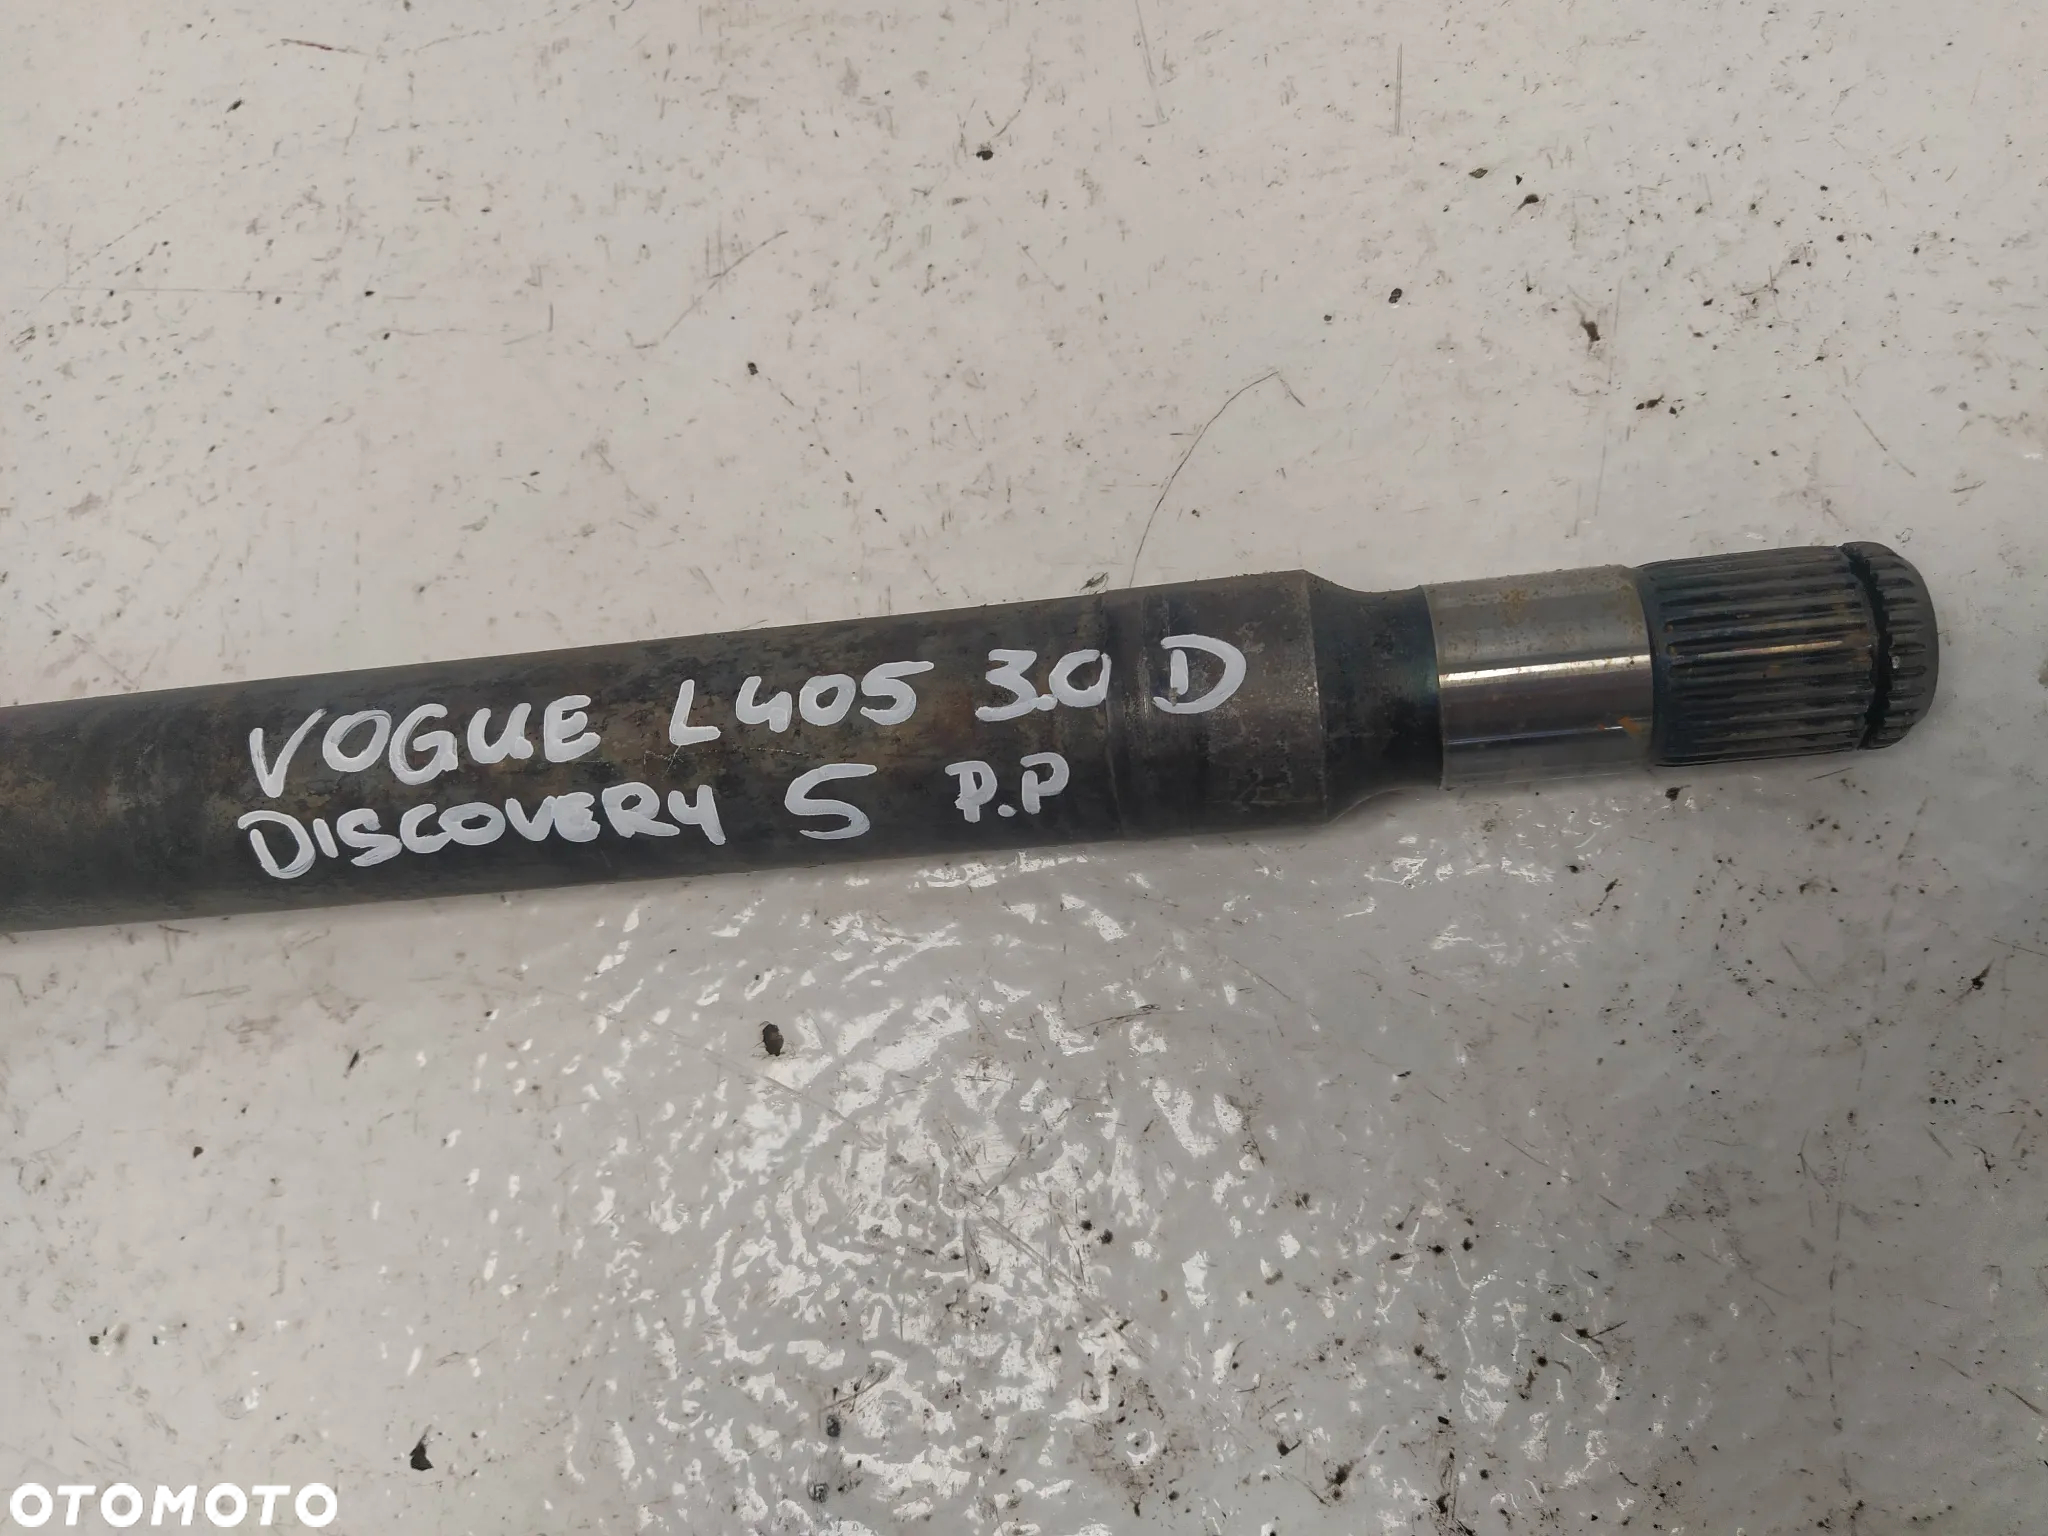 VOGUE L405 3.0 D
DISCOVERY 5 P.P
OTOMOTO